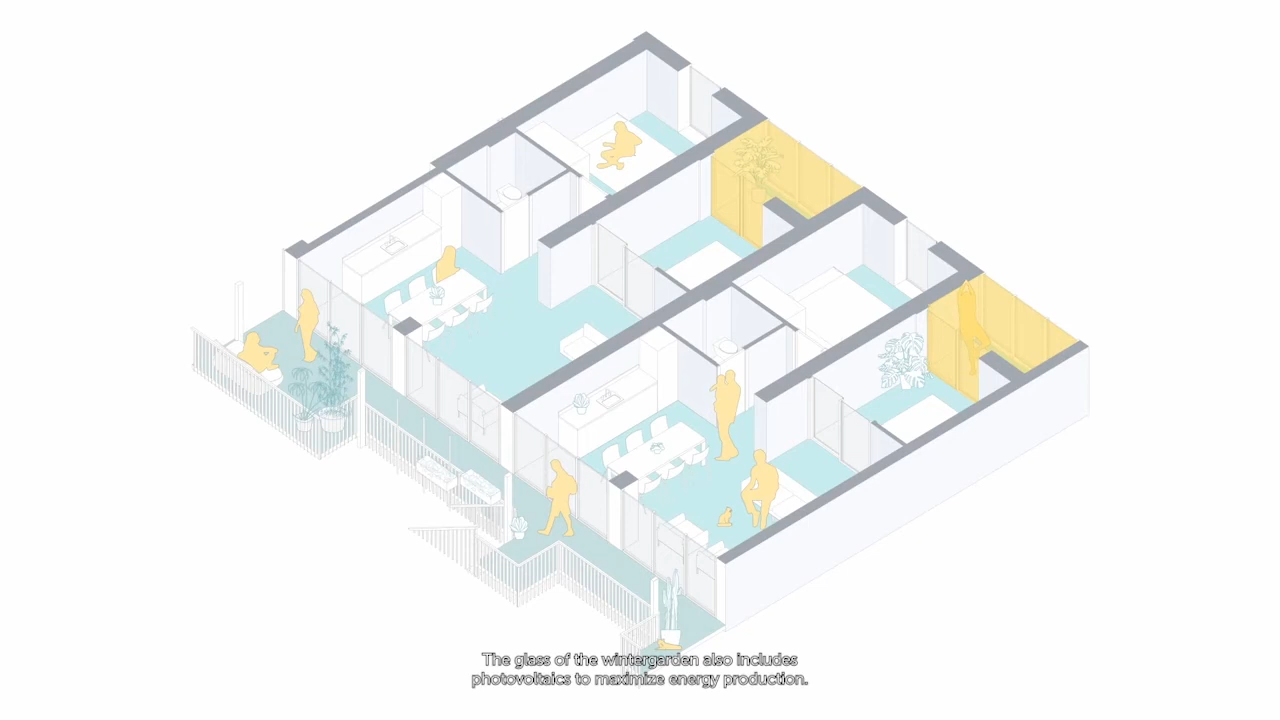 The glass of the wintergarden also includes
photovoltaics to maximize energy production.